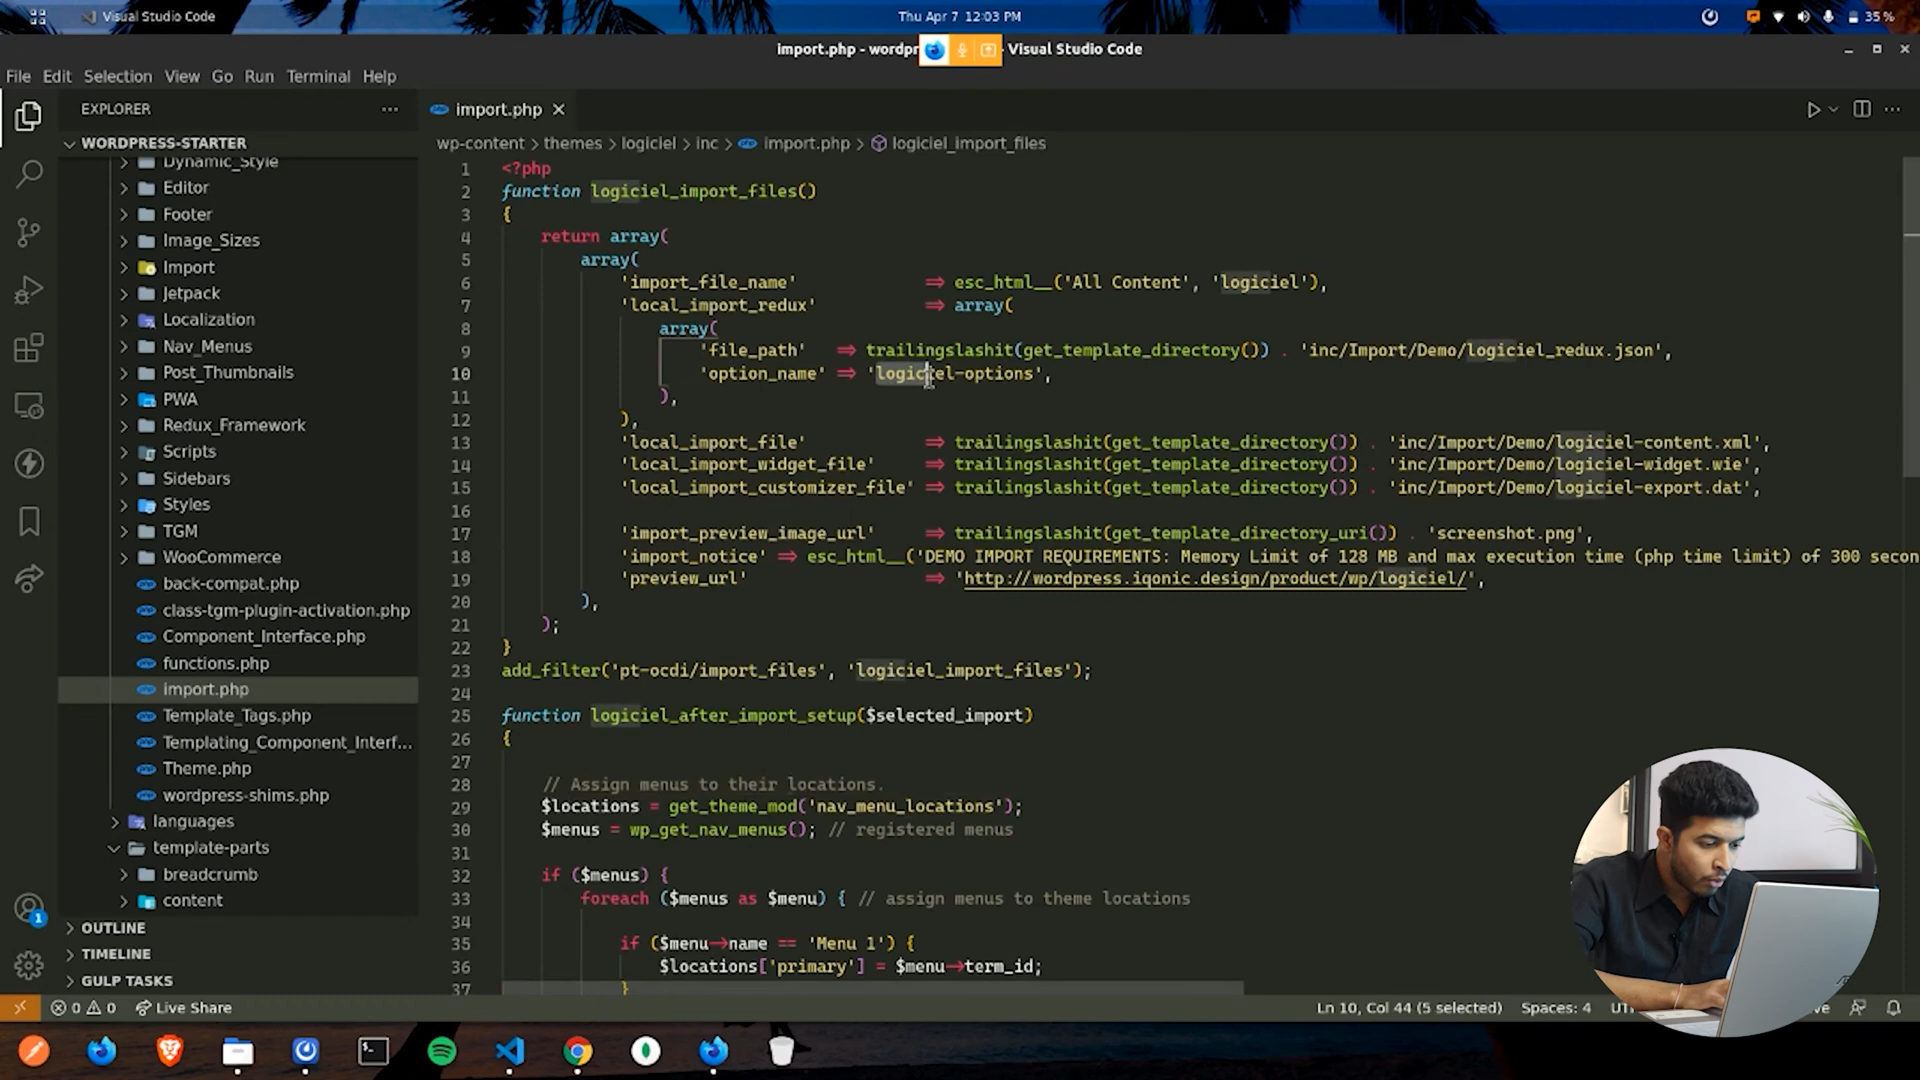 Visual Studio Code
Thu Apr 7 12:03 PM
35 %
import.php - wordpr
- Visual Studio Code
File Edit Selection View Go Run Terminal Help
EXPLORER
import.php
WORDPRESS-STARTER
wp-content > themes > logiciel > inc > import.php > logiciel_import_files
Dynamic_Style
Editor
Footer
Image_Sizes
Import
Jetpack
Localization
Nav_Menus
Post_Thumbnails
PWA
Redux_Framework
Scripts
Sidebars
Styles
TGM
WooCommerce
back-compat.php
class-tgm-plugin-activation.php
Component_Interface.php
functions.php
import.php
Template_Tags.php
Templating_Component_Interf...
Theme.php
wordpress-shims.php
languages
template-parts
breadcrumb
content
OUTLINE
TIMELINE
GULP TASKS
1 <?php
2 function logiciel_import_files()
3 {
4 return array(
5 array(
6 'import_file_name' => esc_html__('All Content', 'logiciel'),
7 'local_import_redux' => array(
8 array(
9 'file_path' => trailingslashit(get_template_directory()) . 'inc/Import/Demo/logiciel_redux.json',
10 'option_name' => 'logiciel-options',
11 ),
12 ),
13 'local_import_file' => trailingslashit(get_template_directory()) . 'inc/Import/Demo/logiciel-content.xml',
14 'local_import_widget_file' => trailingslashit(get_template_directory()) . 'inc/Import/Demo/logiciel-widget.wie',
15 'local_import_customizer_file' => trailingslashit(get_template_directory()) . 'inc/Import/Demo/logiciel-export.dat',
16
17 'import_preview_image_url' => trailingslashit(get_template_directory_uri()) . 'screenshot.png',
18 'import_notice' => esc_html__('DEMO IMPORT REQUIREMENTS: Memory Limit of 128 MB and max execution time (php time limit) of 300 secon
19 'preview_url' => 'http://wordpress.iqonic.design/product/wp/logiciel/',
20 ),
21 );
22 }
23 add_filter('pt-ocdi/import_files', 'logiciel_import_files');
24
25 function logiciel_after_import_setup($selected_import)
26 {
27
28 // Assign menus to their locations.
29 $locations = get_theme_mod('nav_menu_locations');
30 $menus = wp_get_nav_menus(); // registered menus
31
32 if ($menus) {
33 foreach ($menus as $menu) { // assign menus to theme locations
34
35 if ($menu->name == 'Menu 1') {
36 $locations['primary'] = $menu->term_id;
37 }
1
0 0 Live Share
Ln 10, Col 44 (5 selected) Spaces: 4